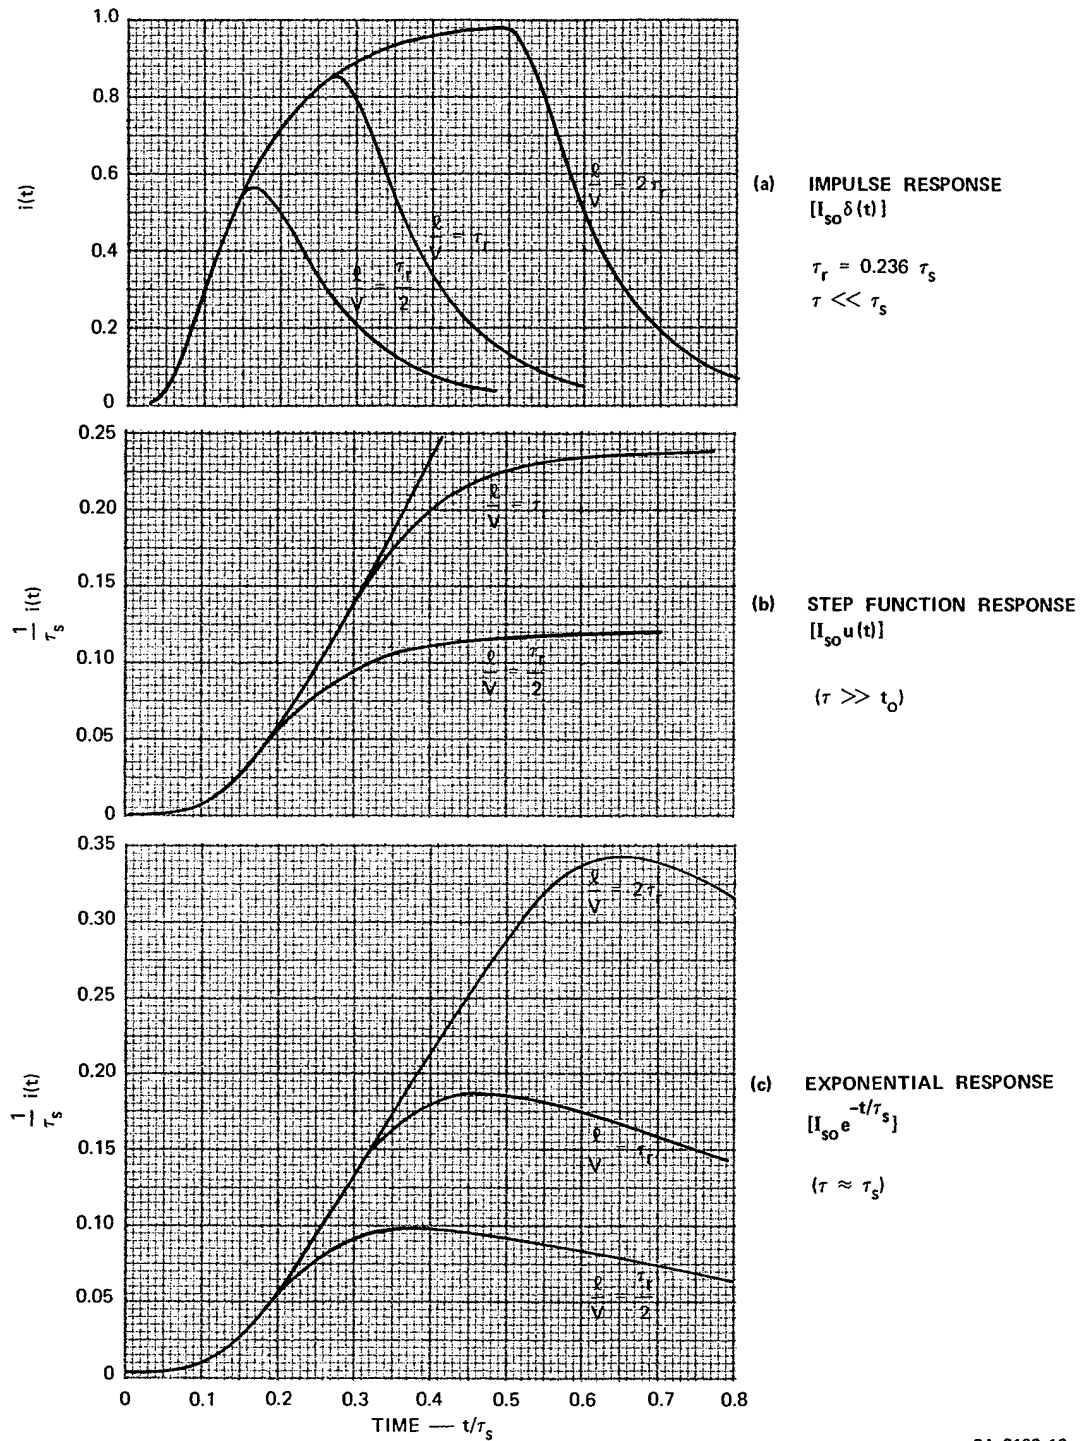 1.0
0.8
0.6
0.4
0.2
0
i(t)
ℓ/V = 2τr
ℓ/V = τr
ℓ/V = τr/2
(a) IMPULSE RESPONSE
[Iso δ(t)]
τr = 0.236 τs
τ << τs
0.25
0.20
0.15
0.10
0.05
0
1/τs i(t)
ℓ/V = τ
ℓ/V = τr/2
(b) STEP FUNCTION RESPONSE
[Iso u(t)]
(τ >> to)
0.35
0.30
0.25
0.20
0.15
0.10
0.05
0
1/τs i(t)
ℓ/V = 2τr
ℓ/V = τr
ℓ/V = τr/2
(c) EXPONENTIAL RESPONSE
[Iso e^-t/τs]
(τ ≈ τs)
0 0.1 0.2 0.3 0.4 0.5 0.6 0.7 0.8
TIME — t/τs